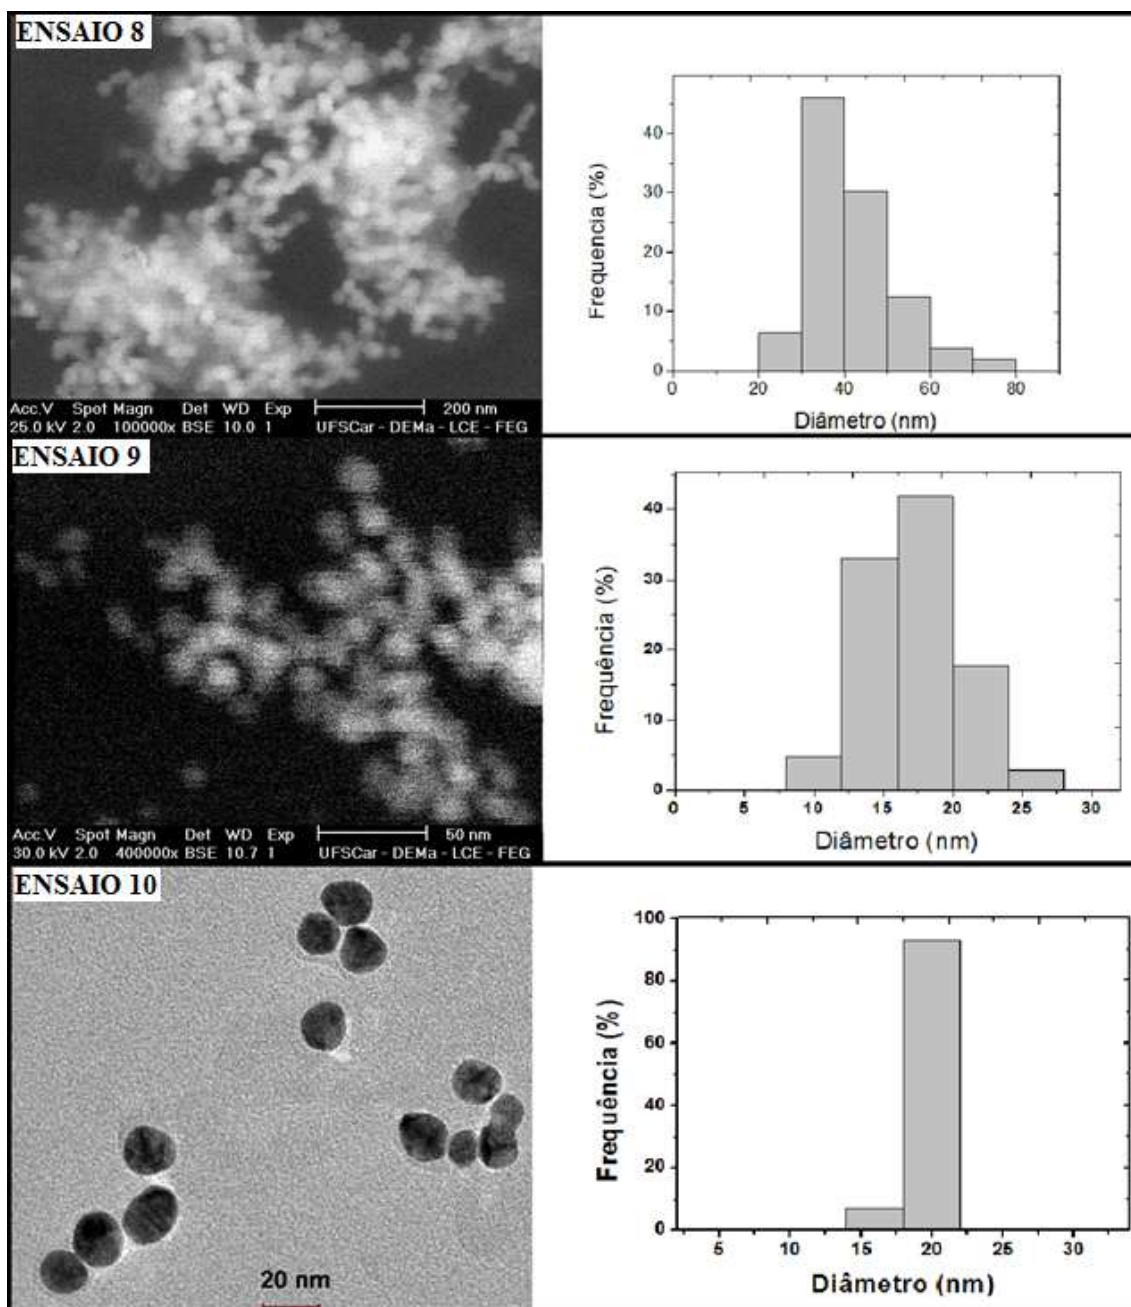 ENSAIO 8
Acc.V Spot Magn Det WD Exp 200 nm
25.0 kV 2.0 100000x BSE 10.0 1 UFSCar - DEMa - LCE - FEG
Frequencia (%)
40
30
20
10
0
0 20 40 60 80
Diâmetro (nm)
ENSAIO 9
Acc.V Spot Magn Det WD Exp 50 nm
30.0 kV 2.0 400000x BSE 10.7 1 UFSCar - DEMa - LCE - FEG
Frequência (%)
40
30
20
10
0
0 5 10 15 20 25 30
Diâmetro (nm)
ENSAIO 10
20 nm
Frequência (%)
100
80
60
40
20
0
5 10 15 20 25 30
Diâmetro (nm)